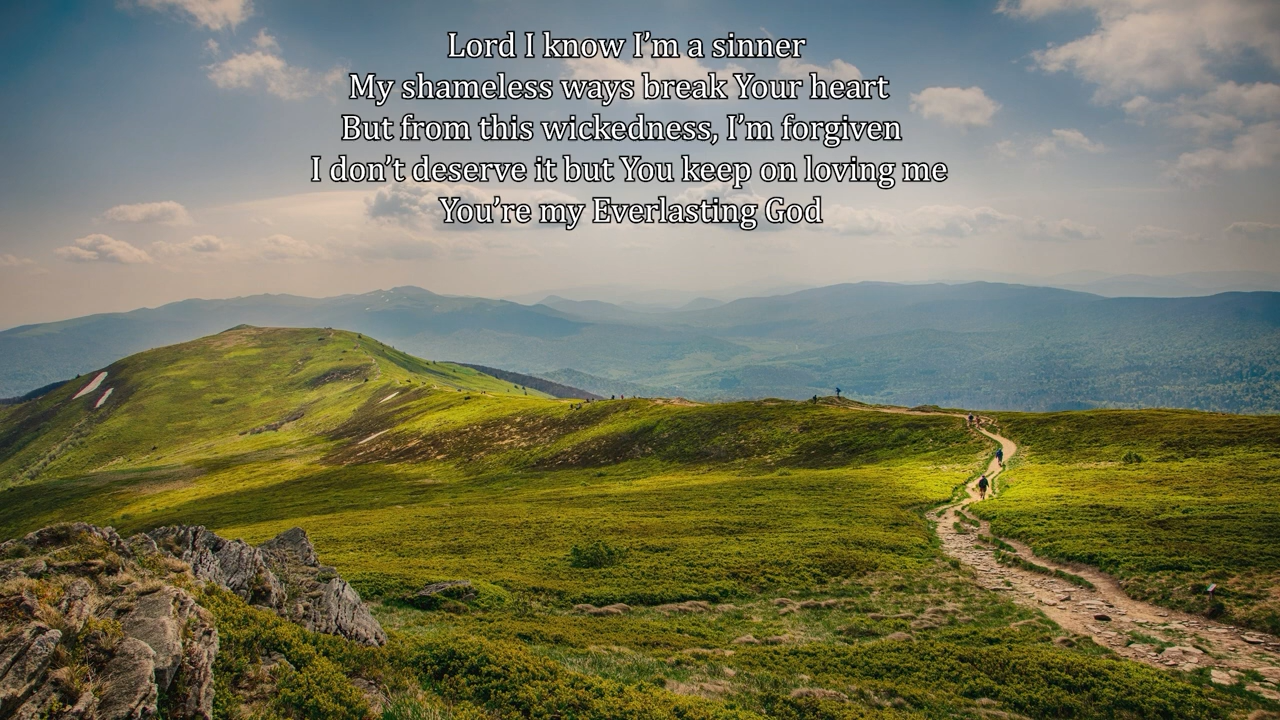 Lord I know I’m a sinner
My shameless ways break Your heart
But from this wickedness, I’m forgiven
I don’t deserve it but You keep on loving me
You’re my Everlasting God